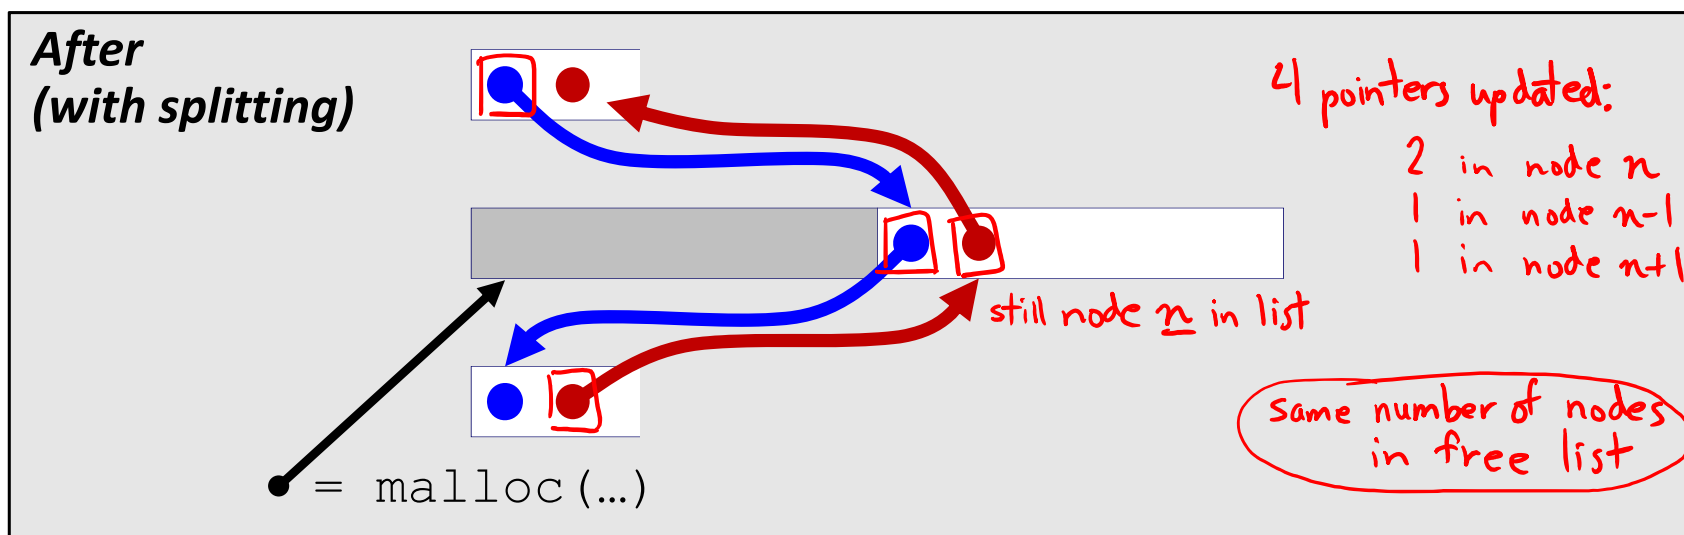 After
(with splitting)
4 pointers updated:
2 in node n
1 in node n-1
1 in node n+1
still node n in list
same number of nodes
in free list
= malloc(…)